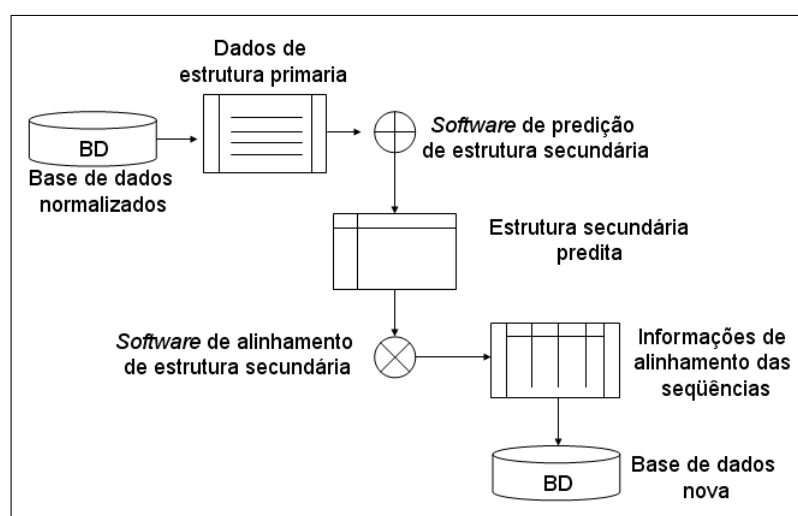 Dados de
estrutura primaria
BD
Base de dados
normalizados
Software de predição
de estrutura secundária
Estrutura secundária
predita
Software de alinhamento
de estrutura secundária
Informações de
alinhamento das
seqüências
BD
Base de dados
nova